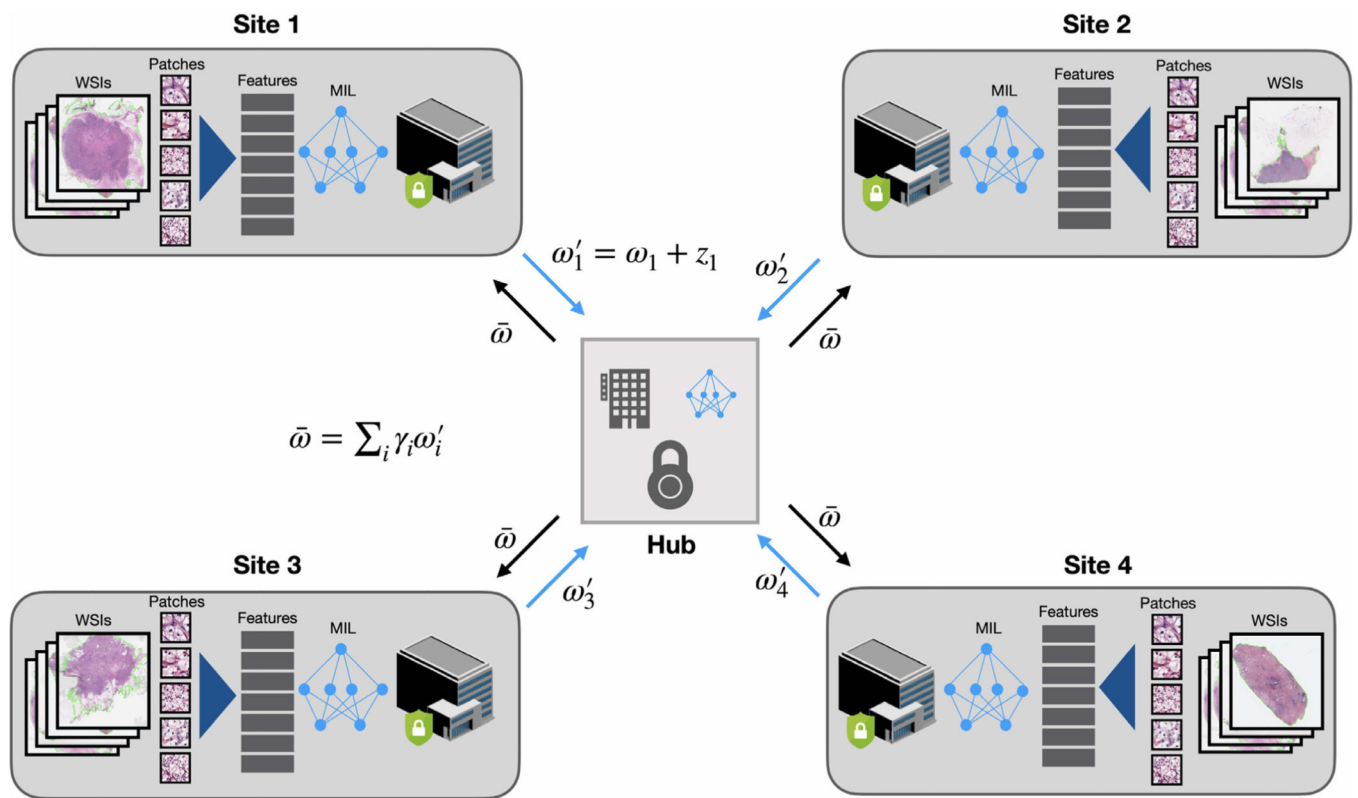 Site 1
WSIs
Patches
Features
MIL
Site 2
MIL
Features
Patches
WSIs
ω′₁ = ω₁ + z₁
ω′₂
ω̄
ω̄
ω̄ = ∑ᵢ γᵢω′ᵢ
Hub
ω̄
ω̄
ω′₃
ω′₄
Site 3
WSIs
Patches
Features
MIL
Site 4
MIL
Features
Patches
WSIs